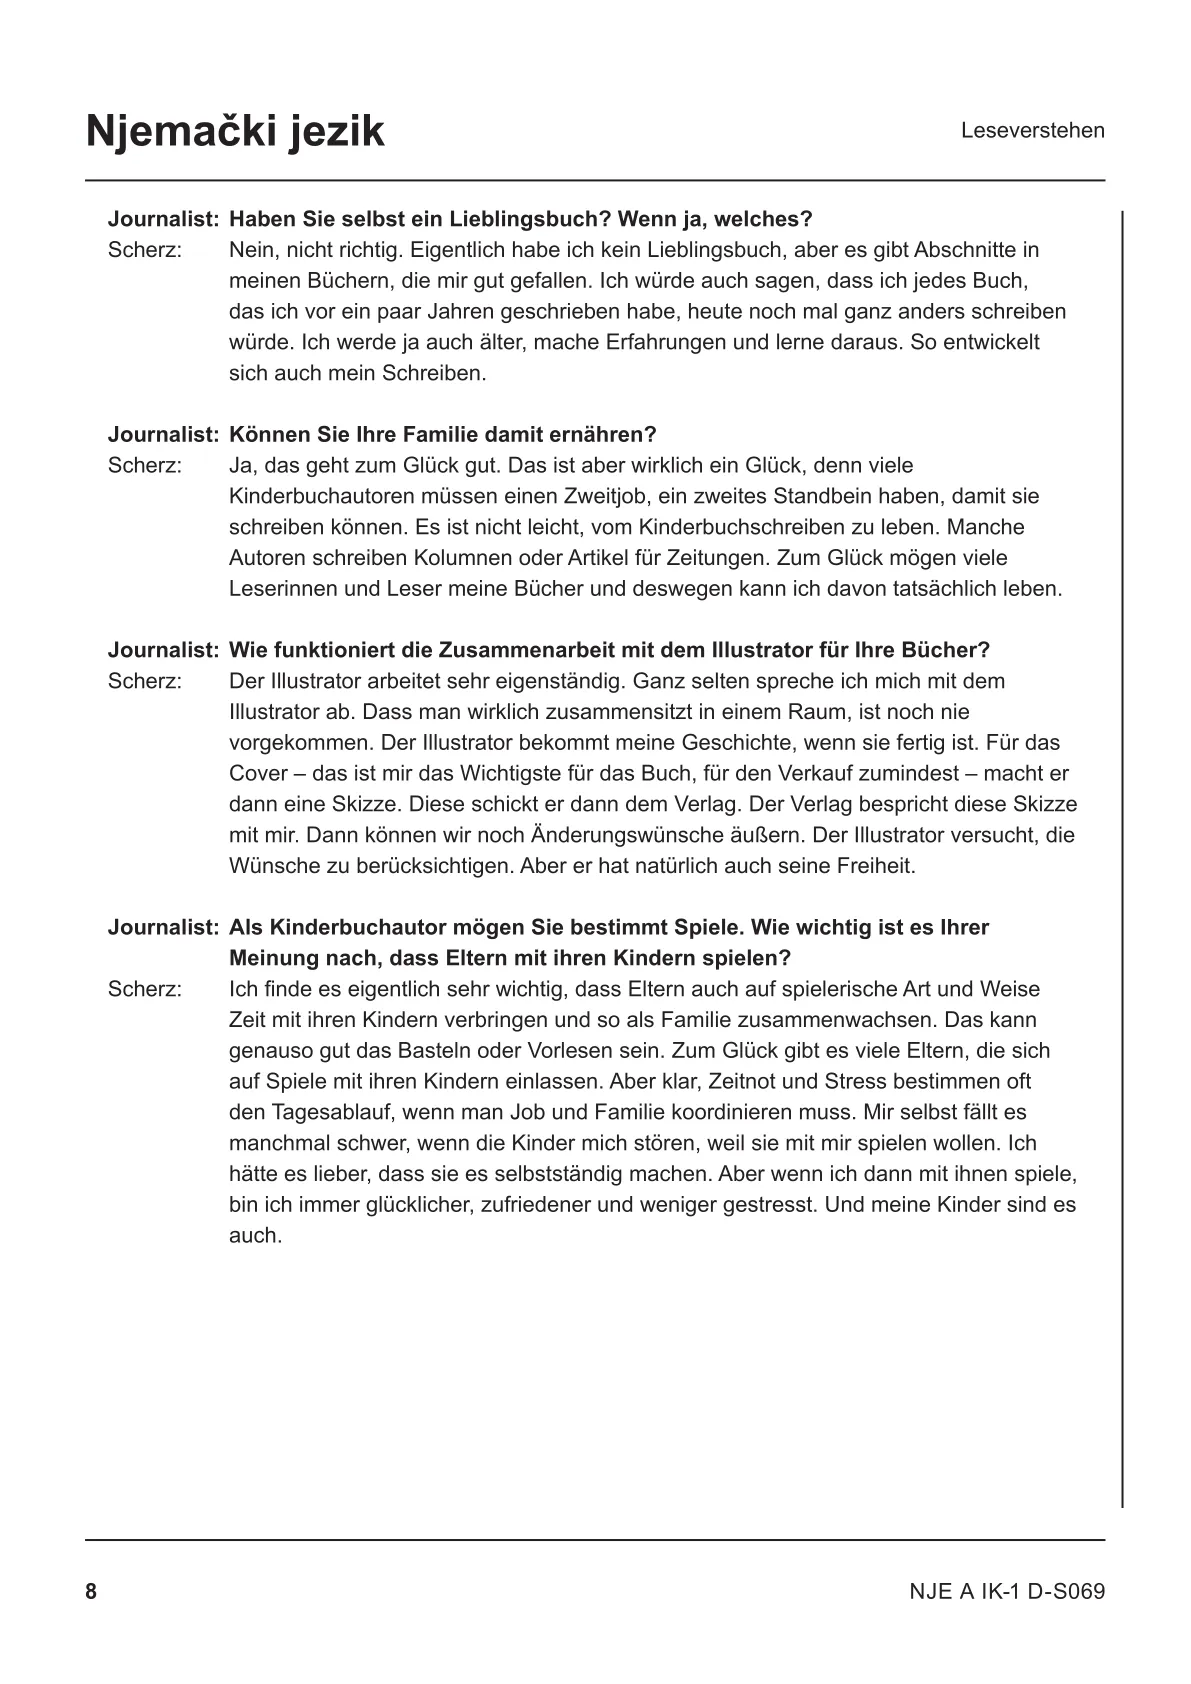 Njemački jezik
Leseverstehen
Journalist: Haben Sie selbst ein Lieblingsbuch? Wenn ja, welches?
Scherz: Nein, nicht richtig. Eigentlich habe ich kein Lieblingsbuch, aber es gibt Abschnitte in
meinen Büchern, die mir gut gefallen. Ich würde auch sagen, dass ich jedes Buch,
das ich vor ein paar Jahren geschrieben habe, heute noch mal ganz anders schreiben
würde. Ich werde ja auch älter, mache Erfahrungen und lerne daraus. So entwickelt
sich auch mein Schreiben.
Journalist: Können Sie Ihre Familie damit ernähren?
Scherz: Ja, das geht zum Glück gut. Das ist aber wirklich ein Glück, denn viele
Kinderbuchautoren müssen einen Zweitjob, ein zweites Standbein haben, damit sie
schreiben können. Es ist nicht leicht, vom Kinderbuchschreiben zu leben. Manche
Autoren schreiben Kolumnen oder Artikel für Zeitungen. Zum Glück mögen viele
Leserinnen und Leser meine Bücher und deswegen kann ich davon tatsächlich leben.
Journalist: Wie funktioniert die Zusammenarbeit mit dem Illustrator für Ihre Bücher?
Scherz: Der Illustrator arbeitet sehr eigenständig. Ganz selten spreche ich mich mit dem
Illustrator ab. Dass man wirklich zusammensitzt in einem Raum, ist noch nie
vorgekommen. Der Illustrator bekommt meine Geschichte, wenn sie fertig ist. Für das
Cover – das ist mir das Wichtigste für das Buch, für den Verkauf zumindest – macht er
dann eine Skizze. Diese schickt er dann dem Verlag. Der Verlag bespricht diese Skizze
mit mir. Dann können wir noch Änderungswünsche äußern. Der Illustrator versucht, die
Wünsche zu berücksichtigen. Aber er hat natürlich auch seine Freiheit.
Journalist: Als Kinderbuchautor mögen Sie bestimmt Spiele. Wie wichtig ist es Ihrer
Meinung nach, dass Eltern mit ihren Kindern spielen?
Scherz: Ich finde es eigentlich sehr wichtig, dass Eltern auch auf spielerische Art und Weise
Zeit mit ihren Kindern verbringen und so als Familie zusammenwachsen. Das kann
genauso gut das Basteln oder Vorlesen sein. Zum Glück gibt es viele Eltern, die sich
auf Spiele mit ihren Kindern einlassen. Aber klar, Zeitnot und Stress bestimmen oft
den Tagesablauf, wenn man Job und Familie koordinieren muss. Mir selbst fällt es
manchmal schwer, wenn die Kinder mich stören, weil sie mit mir spielen wollen. Ich
hätte es lieber, dass sie es selbstständig machen. Aber wenn ich dann mit ihnen spiele,
bin ich immer glücklicher, zufriedener und weniger gestresst. Und meine Kinder sind es
auch.
8
NJE A IK-1 D-S069